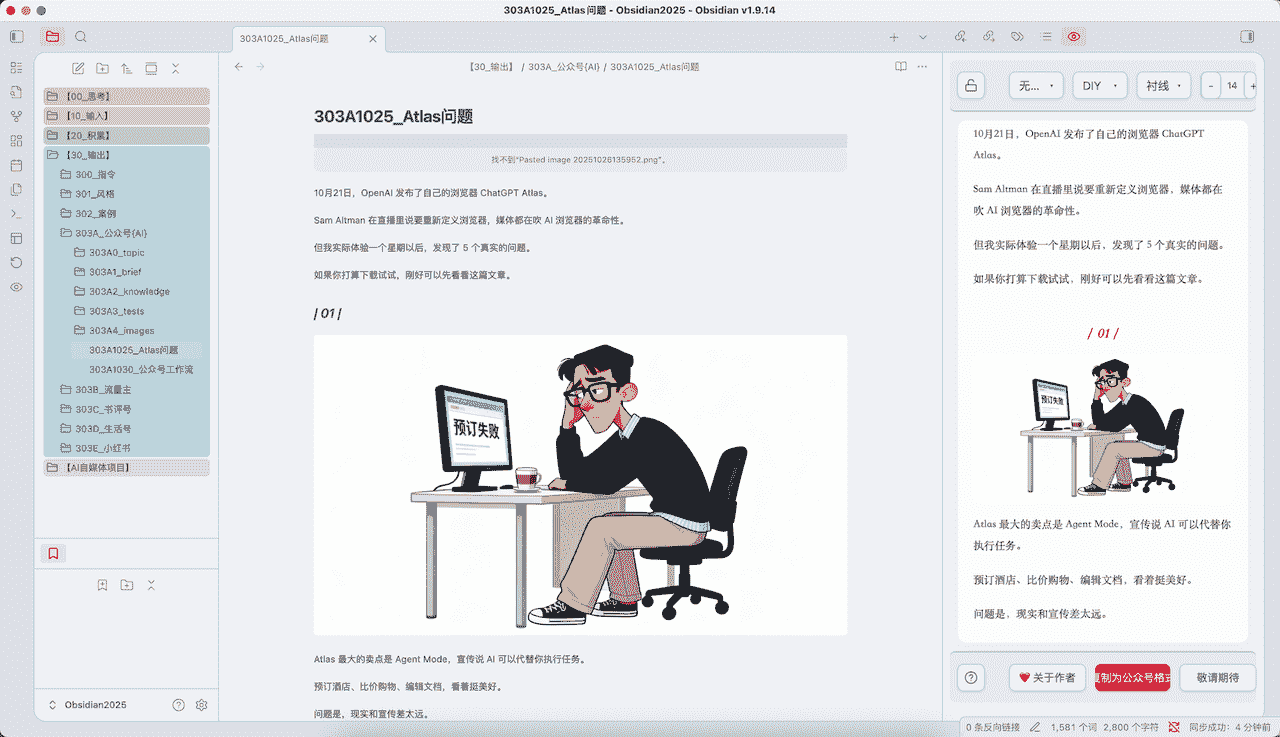 303A1025_Atlas问题 - Obsidian2025 - Obsidian v1.9.14
303A1025_Atlas问题
【30_输出】 / 303A_公众号{AI} / 303A1025_Atlas问题
【00_思考】
【10_输入】
【20_积累】
【30_输出】
300_指令
301_风格
302_案例
303A_公众号{AI}
303A0_topic
303A1_brief
303A2_knowledge
303A3_tests
303A4_images
303A1025_Atlas问题
303A1030_公众号工作流
303B_流量主
303C_书评号
303D_生活号
303E_小红书
【AI自媒体项目】
Obsidian2025
303A1025_Atlas问题
找不到"Pasted image 20251026135952.png"。
10月21日，OpenAI 发布了自己的浏览器 ChatGPT Atlas。
Sam Altman 在直播里说要重新定义浏览器，媒体都在吹 AI 浏览器的革命性。
但我实际体验一个星期以后，发现了 5 个真实的问题。
如果你打算下载试试，刚好可以先看看这篇文章。
/ 01 /
预订失败
Atlas 最大的卖点是 Agent Mode，宣传说 AI 可以代替你执行任务。
预订酒店、比价购物、编辑文档，看着挺美好。
问题是，现实和宣传差太远。
无...
DIY
衬线
- 14 +
10月21日，OpenAI 发布了自己的浏览器 ChatGPT
Atlas。
Sam Altman 在直播里说要重新定义浏览器，媒体都在
吹 AI 浏览器的革命性。
但我实际体验一个星期以后，发现了 5 个真实的问题。
如果你打算下载试试，刚好可以先看看这篇文章。
/ 01 /
预订失败
Atlas 最大的卖点是 Agent Mode，宣传说 AI 可以代替你
执行任务。
预订酒店、比价购物、编辑文档，看着挺美好。
问题是，现实和宣传差太远。
关于作者
复制为公众号格式
敬请期待
0 条反向链接
1,581 个词 2,800 个字符
同步成功：4 分钟前